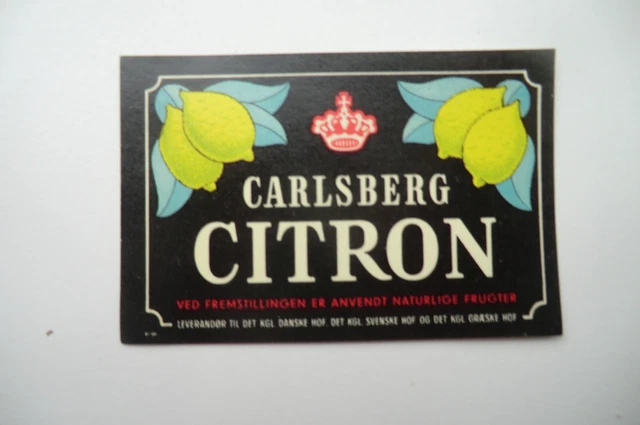 CARLSBERG
CITRON
VED FREMSTILLINGEN ER ANVENDT NATURLIGE FRUGTER
LEVERANDØR TIL DET KGL. DANSKE HOF. DET KGL. SVENSKE HOF OG DET KGL. GRÆSKE HOF